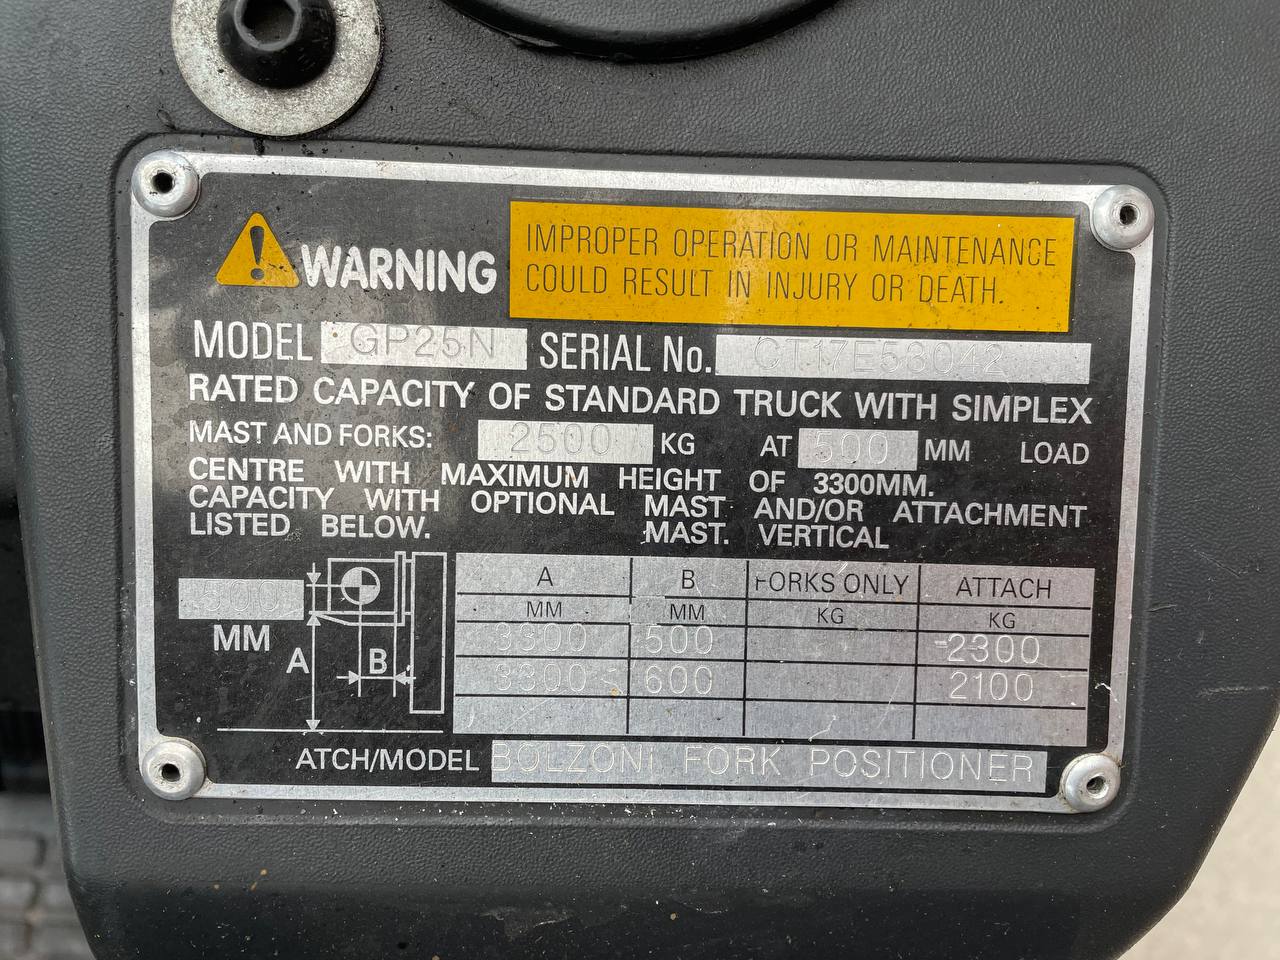 WARNING
IMPROPER OPERATION OR MAINTENANCE
COULD RESULT IN INJURY OR DEATH.
MODEL GP25N SERIAL No. CT17E58042
RATED CAPACITY OF STANDARD TRUCK WITH SIMPLEX
MAST AND FORKS: 2500 KG AT 500 MM LOAD
CENTRE WITH MAXIMUM HEIGHT OF 3300MM.
CAPACITY WITH OPTIONAL MAST AND/OR ATTACHMENT
LISTED BELOW. MAST. VERTICAL
500
MM
A
B
A B FORKS ONLY ATTACH
MM MM KG KG
3300 500 2300
3300 600 2100
ATCH/MODEL BOLZONi FORK POSITIONER